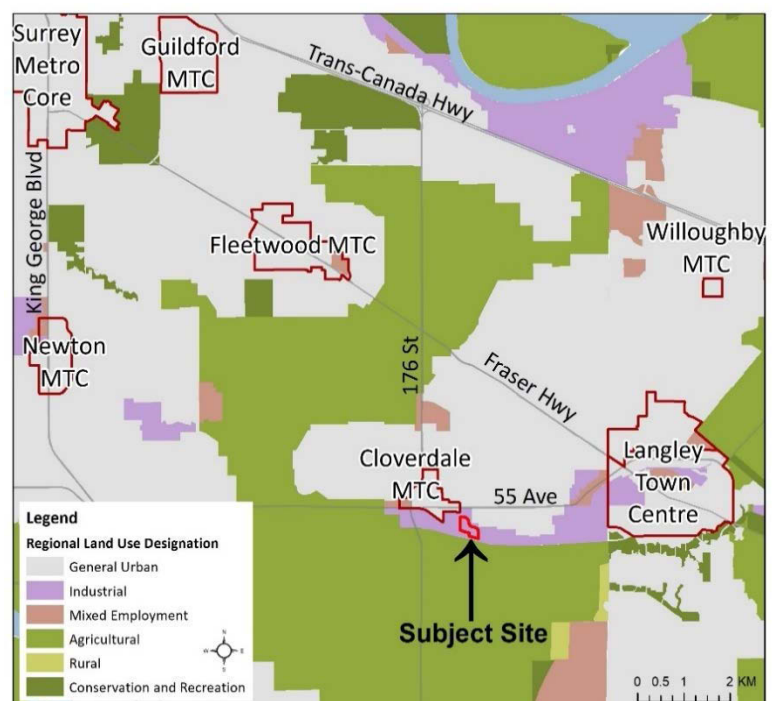 Surrey
Metro
Core
Guildford
MTC
Trans-Canada Hwy
King George Blvd
Fleetwood MTC
Willoughby
MTC
Newton
MTC
176 St
Fraser Hwy
Cloverdale
MTC
55 Ave
Langley
Town
Centre
Subject Site
Legend
Regional Land Use Designation
General Urban
Industrial
Mixed Employment
Agricultural
Rural
Conservation and Recreation
N
W
E
S
0 0.5 1 2 KM